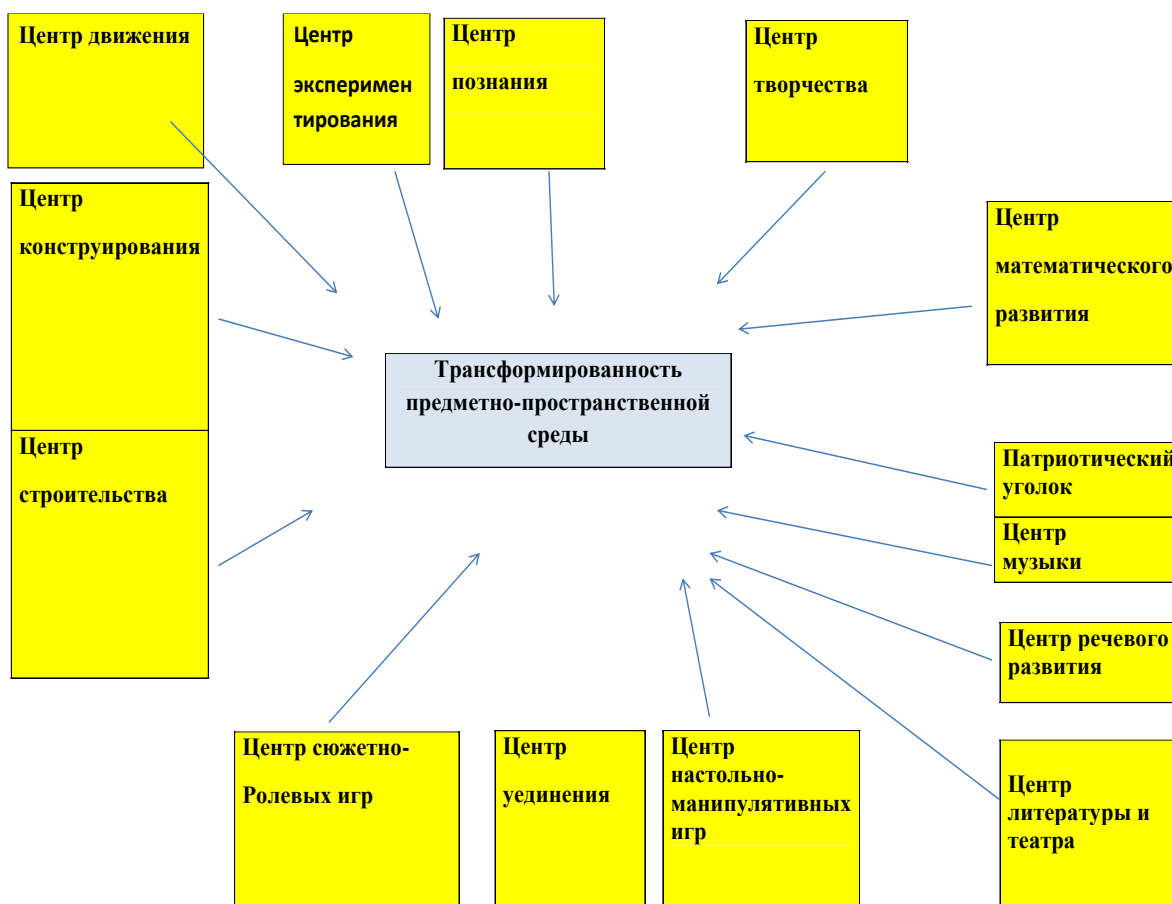 Центр движения
Центр
эксперимен
тирования
Центр
познания
Центр
творчества
Центр
конструирования
Центр
математического
развития
Трансформированность
предметно-пространственной
среды
Центр
строительства
Патриотический
уголок
Центр
музыки
Центр речевого
развития
Центр сюжетно-
Ролевых игр
Центр
уединения
Центр
настольно-
манипулятивных
игр
Центр
литературы и
театра